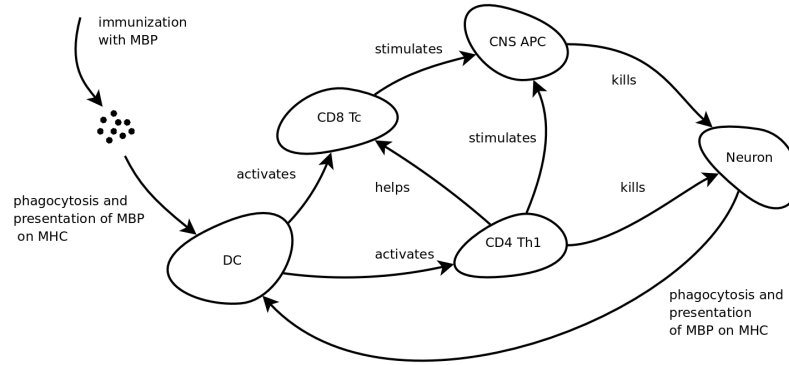 immunization
with MBP
CNS APC
stimulates
kills
CD8 Tc
stimulates
Neuron
activates
helps
kills
phagocytosis and
presentation of MBP
on MHC
DC
activates
CD4 Th1
phagocytosis and
presentation
of MBP on MHC